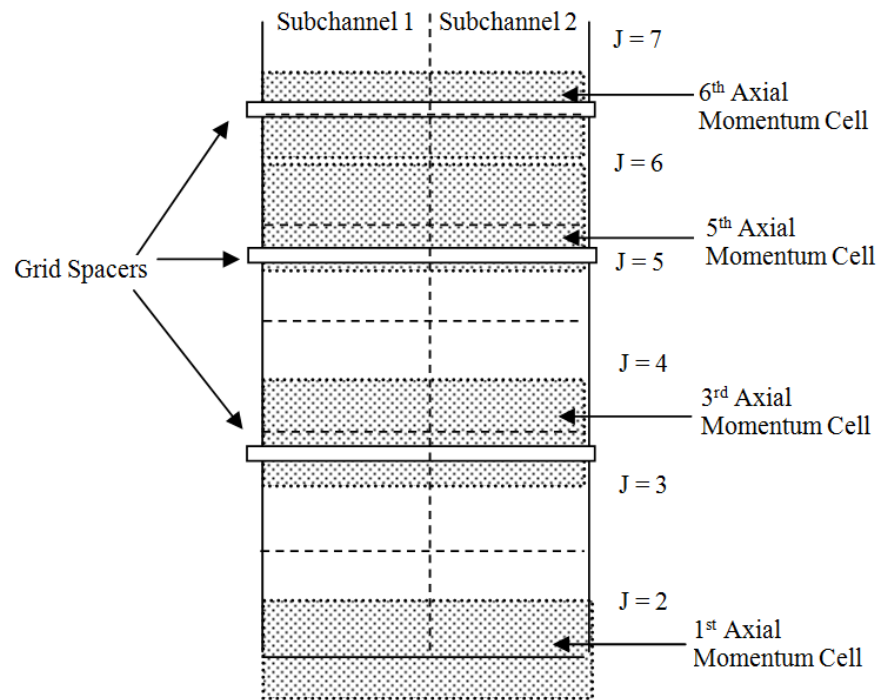 Subchannel 1
Subchannel 2
J = 7
6th Axial
Momentum Cell
J = 6
5th Axial
Momentum Cell
Grid Spacers
J = 5
J = 4
3rd Axial
Momentum Cell
J = 3
J = 2
1st Axial
Momentum Cell